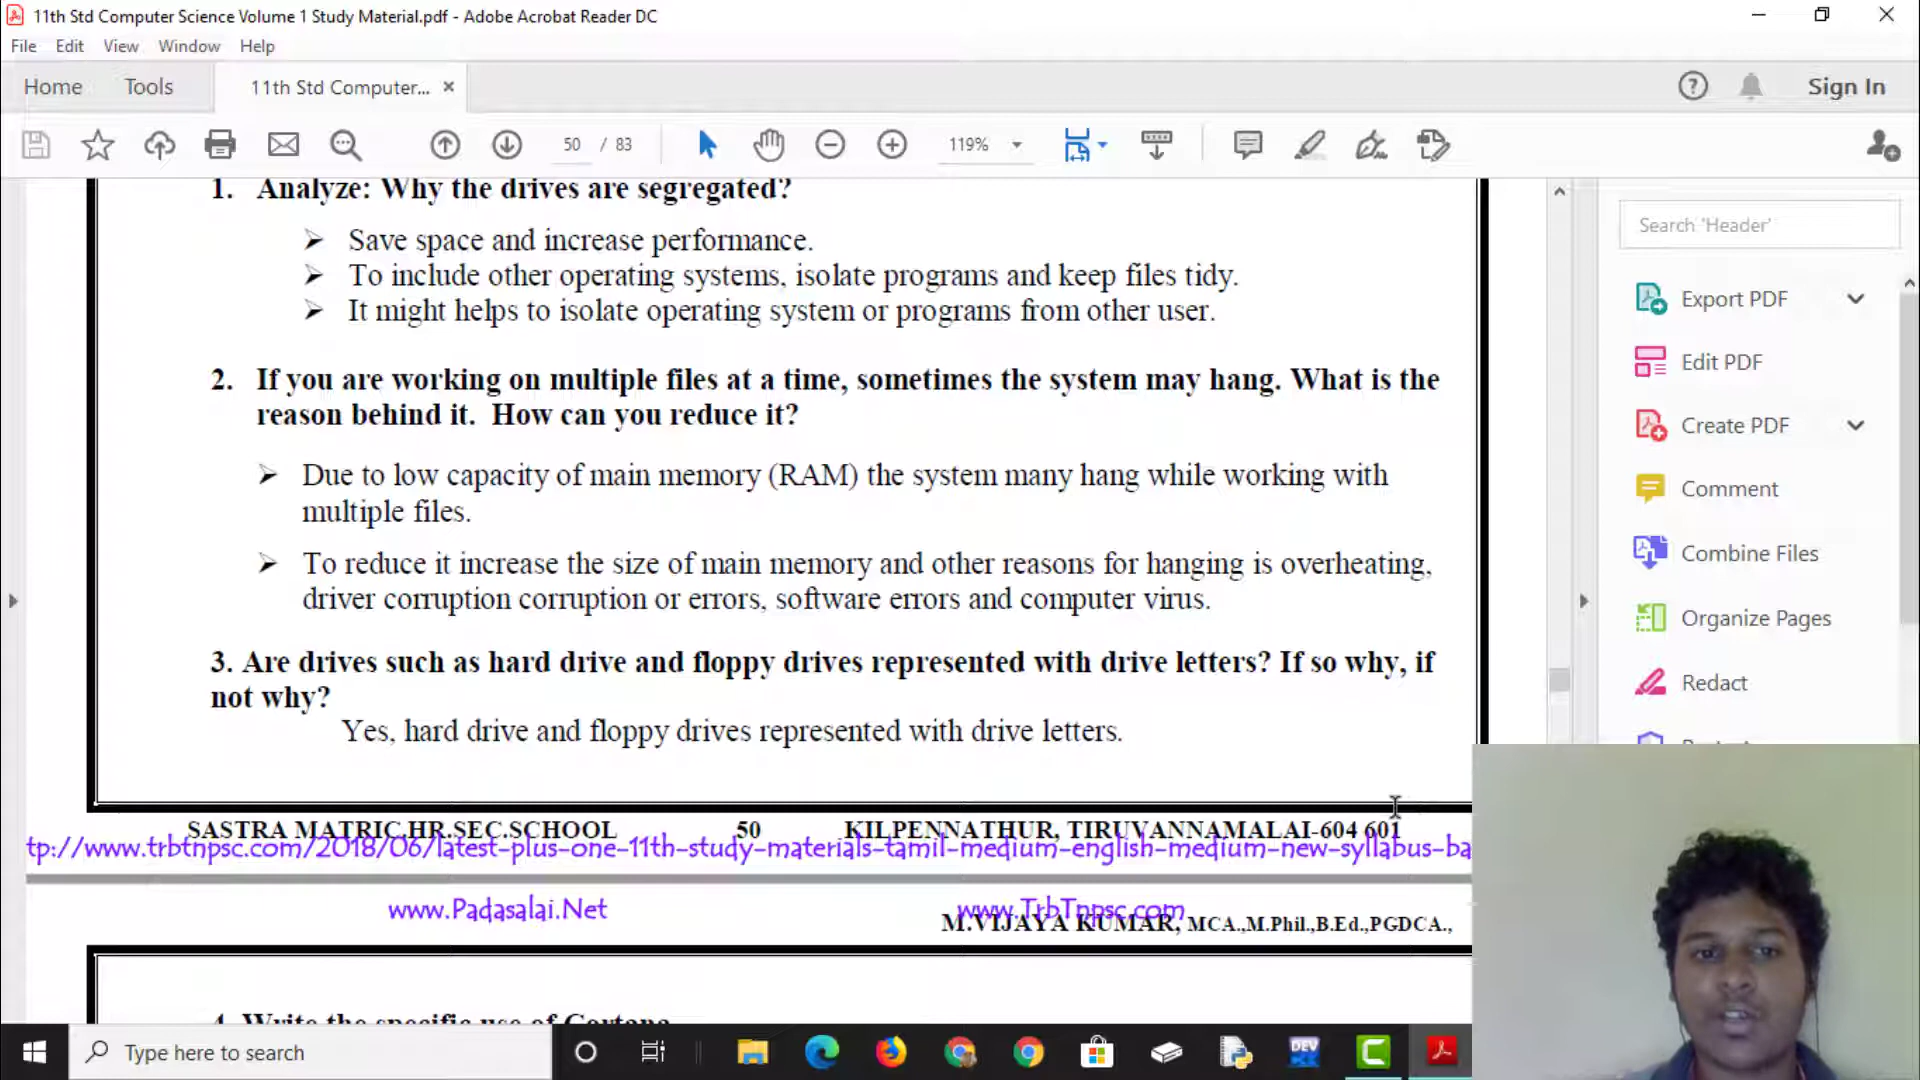 11th Std Computer Science Volume 1 Study Material.pdf - Adobe Acrobat Reader DC
File Edit View Window Help
Home Tools 11th Std Computer... Sign In
50 / 83 119%
1. Analyze: Why the drives are segregated?
Save space and increase performance.
To include other operating systems, isolate programs and keep files tidy.
It might helps to isolate operating system or programs from other user.
2. If you are working on multiple files at a time, sometimes the system may hang. What is the
reason behind it. How can you reduce it?
Due to low capacity of main memory (RAM) the system many hang while working with
multiple files.
To reduce it increase the size of main memory and other reasons for hanging is overheating,
driver corruption corruption or errors, software errors and computer virus.
3. Are drives such as hard drive and floppy drives represented with drive letters? If so why, if
not why?
Yes, hard drive and floppy drives represented with drive letters.
SASTRA MATRIC.HR.SEC.SCHOOL 50 KILPENNATHUR, TIRUVANNAMALAI-604 601
tp://www.trbtnpsc.com/2018/06/latest-plus-one-11th-study-materials-tamil-medium-english-medium-new-syllabus-ba
www.Padasalai.Net www.TrbTnpsc.com
M.VIJAYA KUMAR, MCA.,M.Phil.,B.Ed.,PGDCA.,
4. Write the specific use of Cortana
Search 'Header'
Export PDF
Edit PDF
Create PDF
Comment
Combine Files
Organize Pages
Redact
Type here to search
DEV